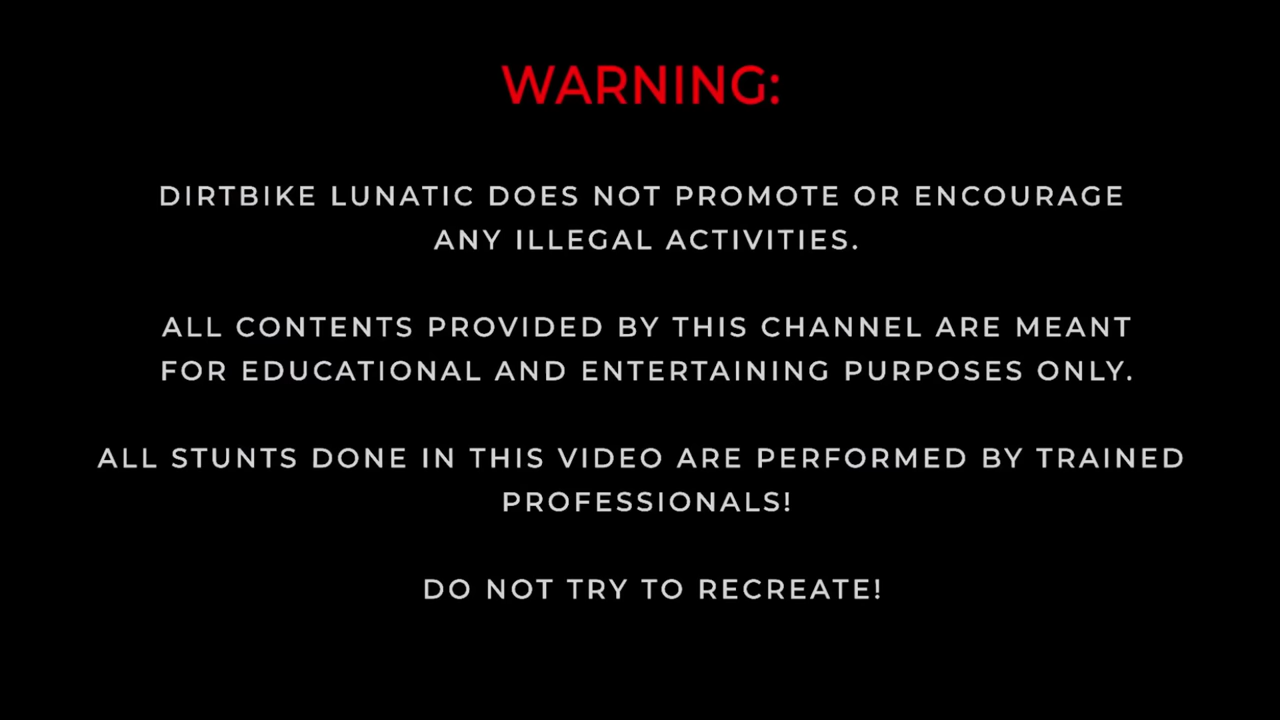 WARNING:
DIRTBIKE LUNATIC DOES NOT PROMOTE OR ENCOURAGE
ANY ILLEGAL ACTIVITIES.
ALL CONTENTS PROVIDED BY THIS CHANNEL ARE MEANT
FOR EDUCATIONAL AND ENTERTAINING PURPOSES ONLY.
ALL STUNTS DONE IN THIS VIDEO ARE PERFORMED BY TRAINED
PROFESSIONALS!
DO NOT TRY TO RECREATE!